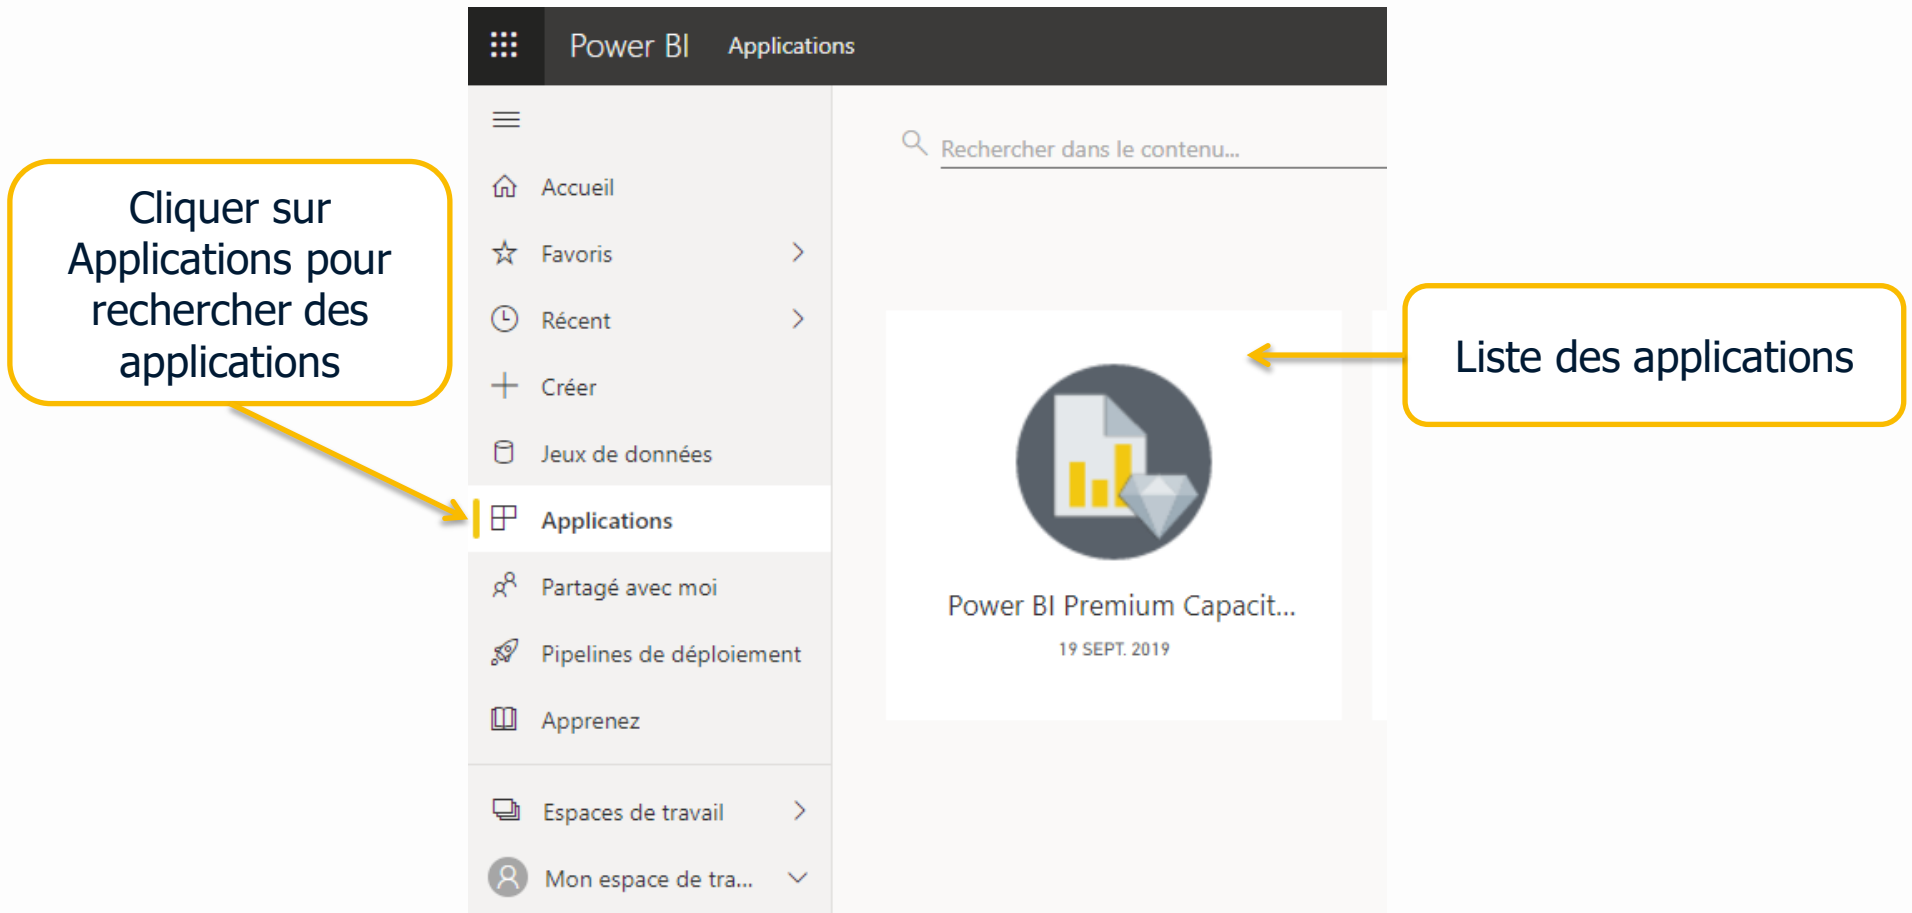 Power BI Applications
Rechercher dans le contenu...
Accueil
Favoris
Récent
Créer
Jeux de données
Applications
Partagé avec moi
Pipelines de déploiement
Apprenez
Espaces de travail
Mon espace de tra...
Cliquer sur
Applications pour
rechercher des
applications
Power BI Premium Capacit...
19 SEPT. 2019
Liste des applications